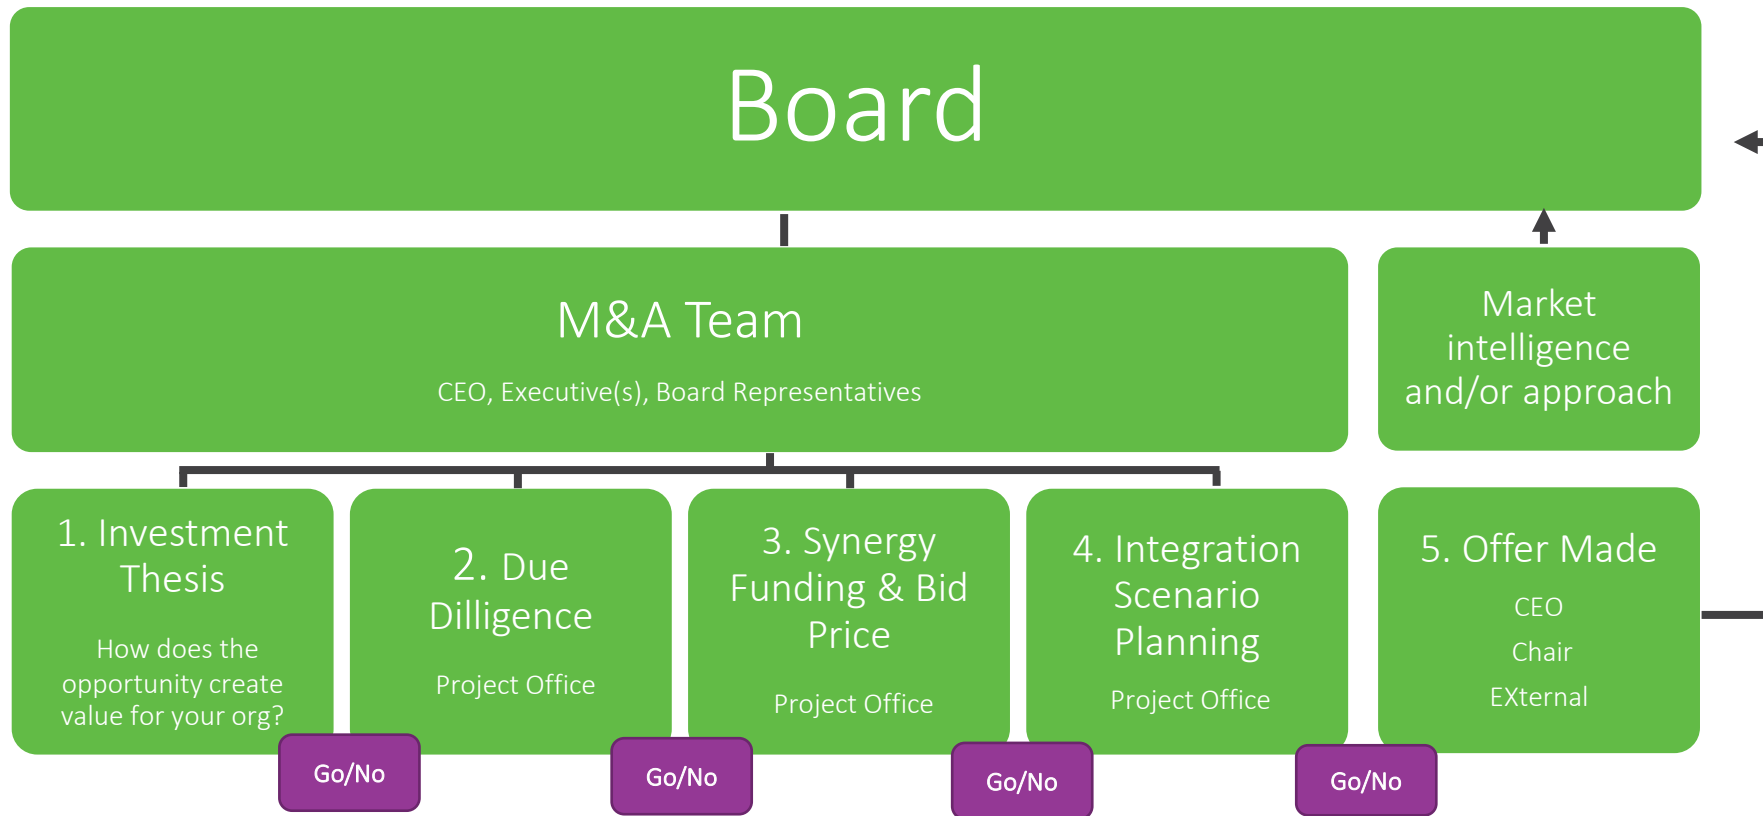 Board
M&A Team
CEO, Executive(s), Board Representatives
Market
intelligence
and/or approach
1. Investment
Thesis
How does the
opportunity create
value for your org?
2. Due
Dilligence
Project Office
3. Synergy
Funding & Bid
Price
Project Office
4. Integration
Scenario
Planning
Project Office
5. Offer Made
CEO
Chair
EXternal
Go/No
Go/No
Go/No
Go/No